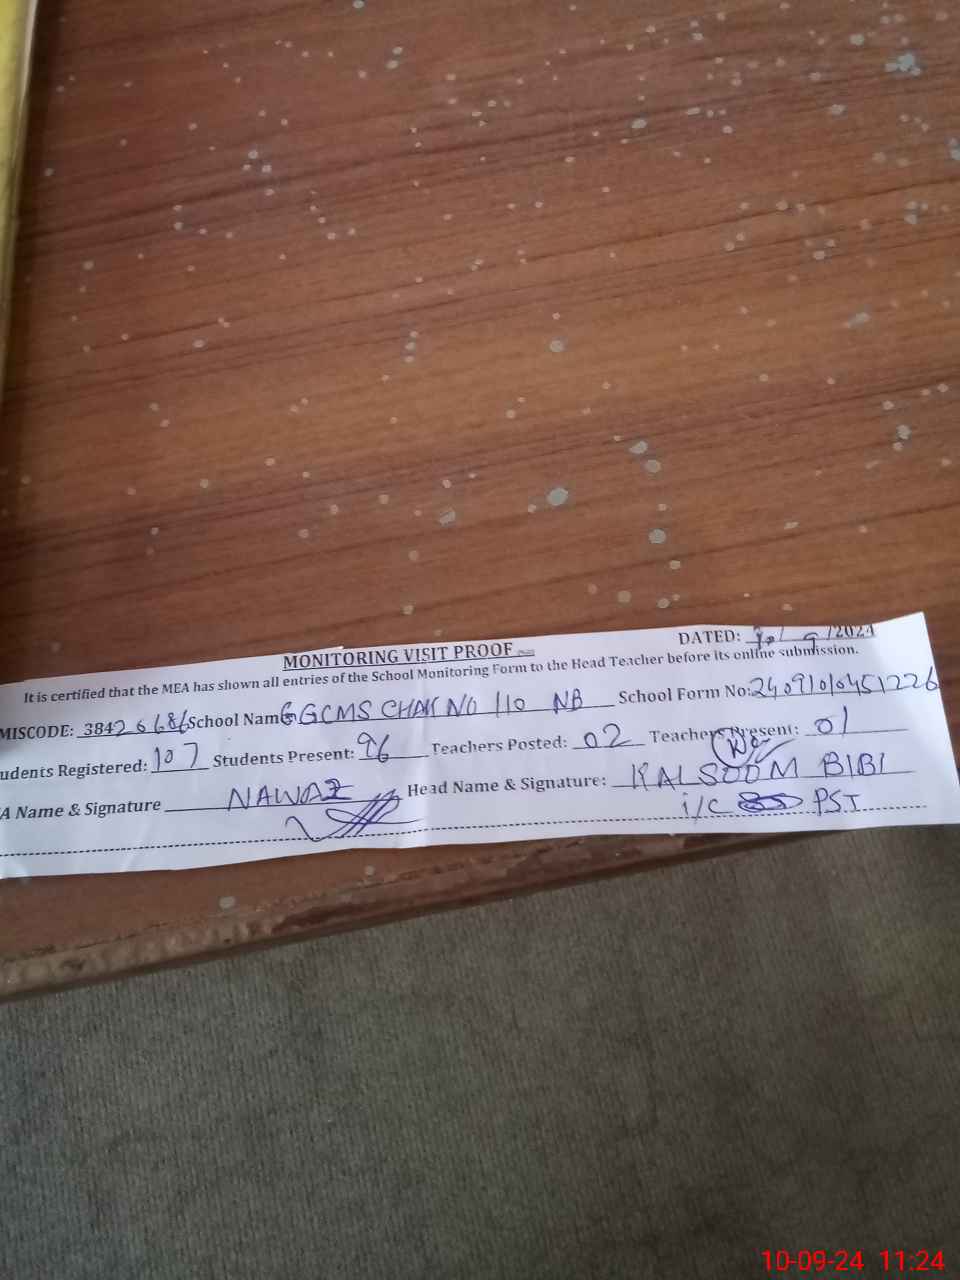 MONITORING VISIT PROOF
DATED: 10/9/2024
It is certified that the MEA has shown all entries of the School Monitoring Form to the Head Teacher before its online submission.
MISCODE: 38426686 School Name GGCMS CHAK NO 110 NB School Form No: 24091010451226
udents Registered: 107 Students Present: 96 Teachers Posted: 02 Teachers Present: 01
A Name & Signature NAWAZ Head Name & Signature: KALSOOM BIBI
i/c PST
10-09-24 11:24